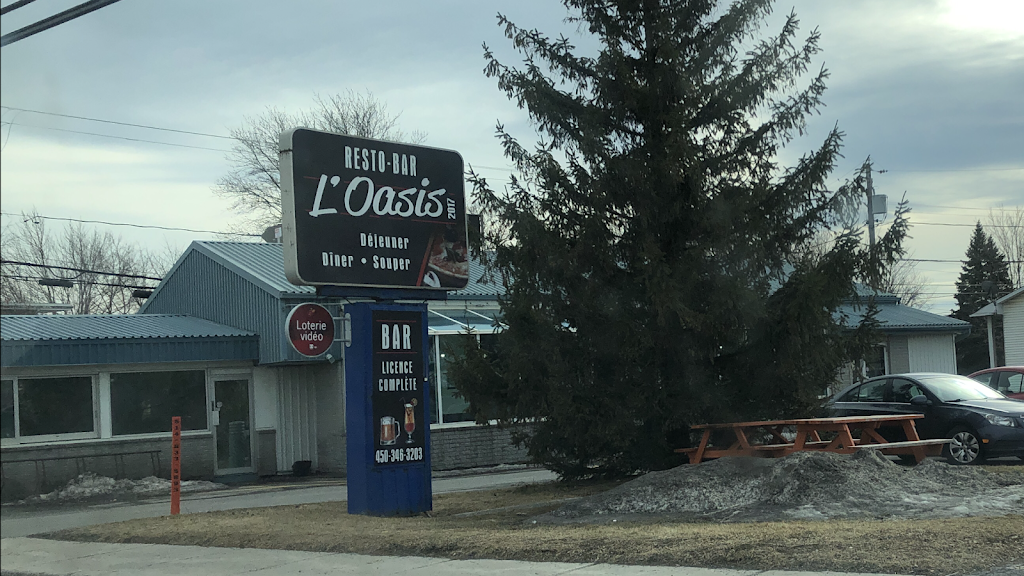 RESTO-BAR
L'Oasis 2017
Déjeuner
Dîner • Souper
Loterie
vidéo
BAR
LICENCE
COMPLÈTE
450-346-3203